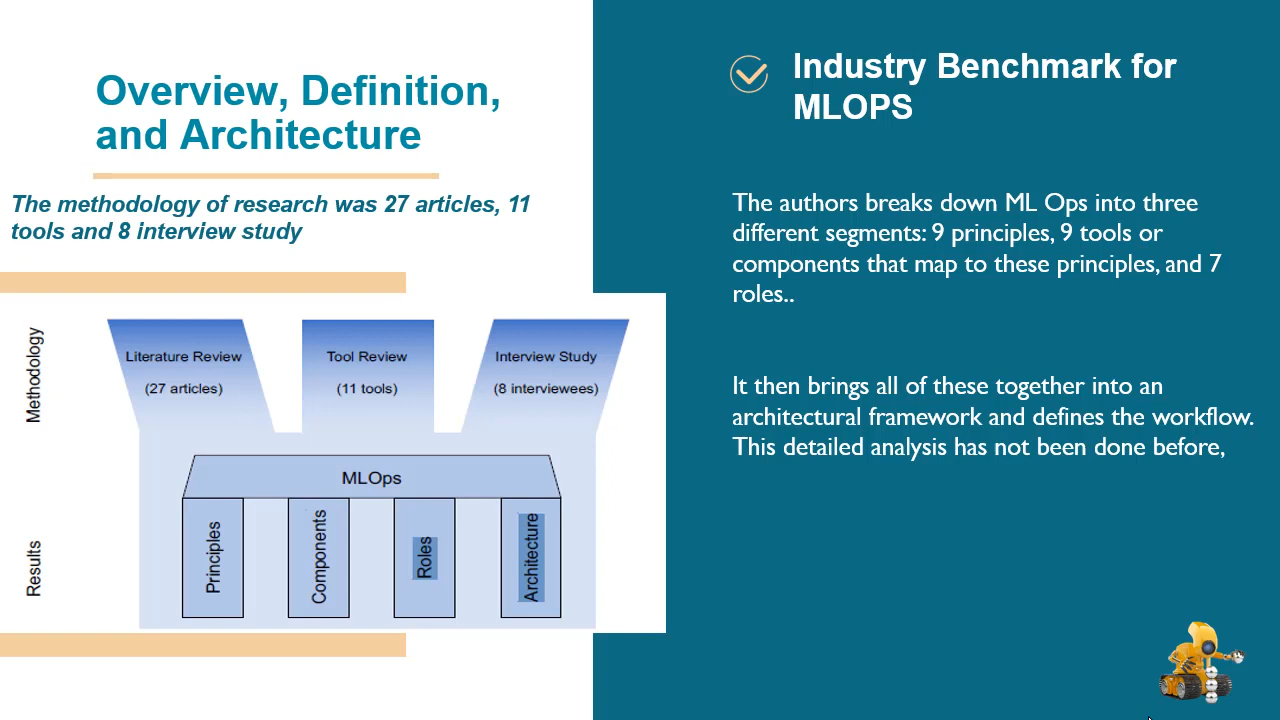 Overview, Definition,
and Architecture
The methodology of research was 27 articles, 11
tools and 8 interview study
Methodology
Literature Review
(27 articles)
Tool Review
(11 tools)
Interview Study
(8 interviewees)
Results
MLOps
Principles
Components
Roles
Architecture
Industry Benchmark for
MLOPS
The authors breaks down ML Ops into three
different segments: 9 principles, 9 tools or
components that map to these principles, and 7
roles..
It then brings all of these together into an
architectural framework and defines the workflow.
This detailed analysis has not been done before,